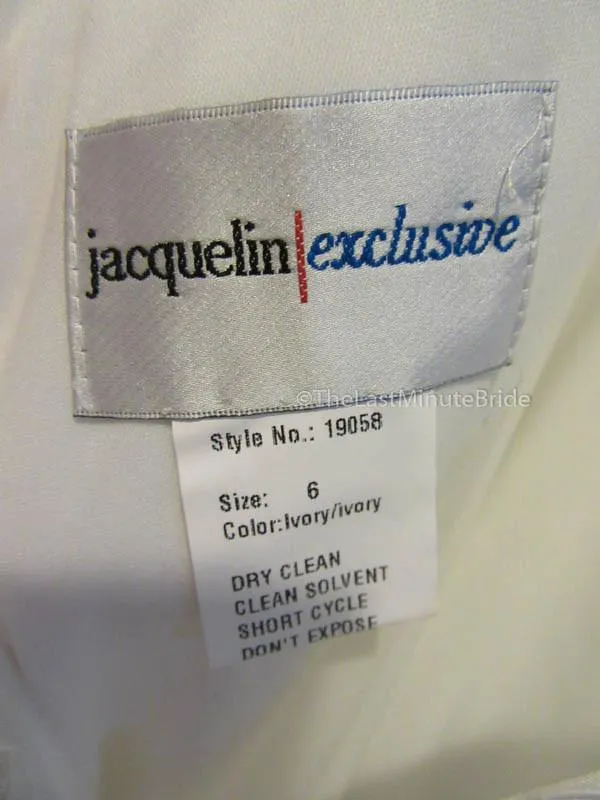 jacquelin|exclusive
©TheLastMinuteBride
Style No.: 19058
Size: 6
Color:Ivory/ivory
DRY CLEAN
CLEAN SOLVENT
SHORT CYCLE
DON'T EXPOSE